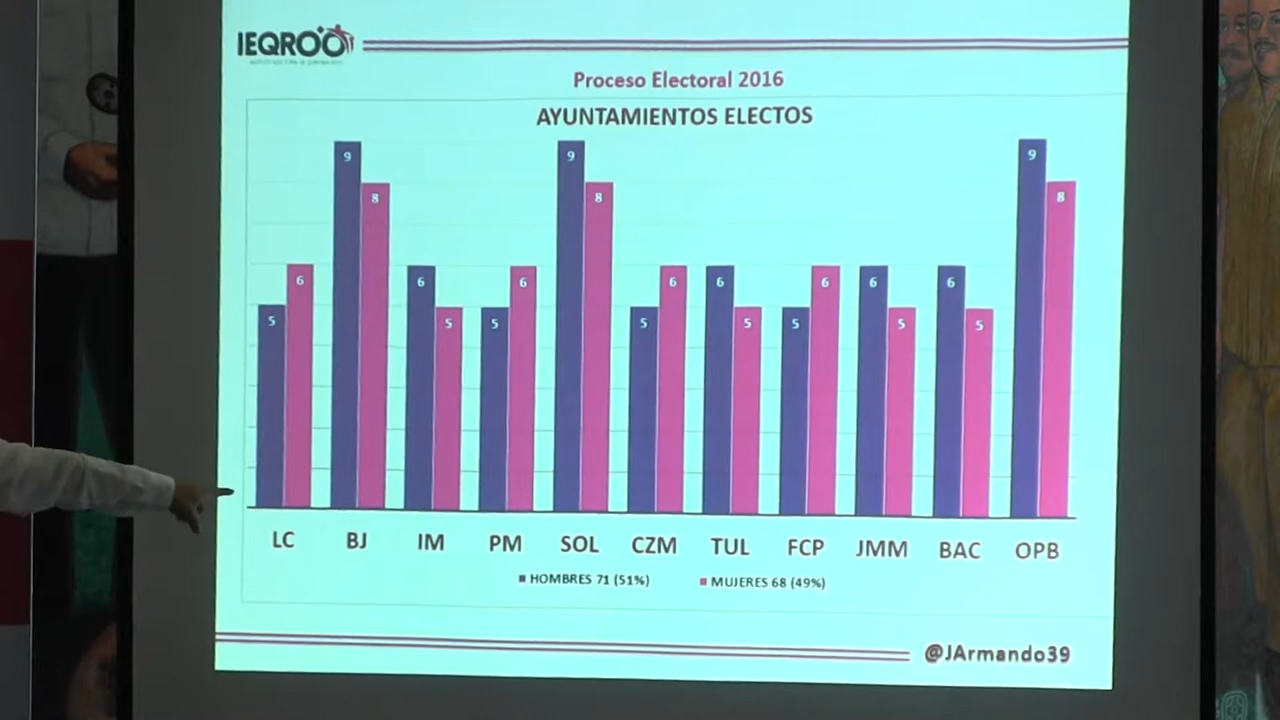 IEQROO
Proceso Electoral 2016
AYUNTAMIENTOS ELECTOS
5 6 9 8 6 5 5 6 9 8 5 6 6 5 5 6 6 5 6 5 9 8
LC BJ IM PM SOL CZM TUL FCP JMM BAC OPB
HOMBRES 71 (51%) MUJERES 68 (49%)
@JArmando39